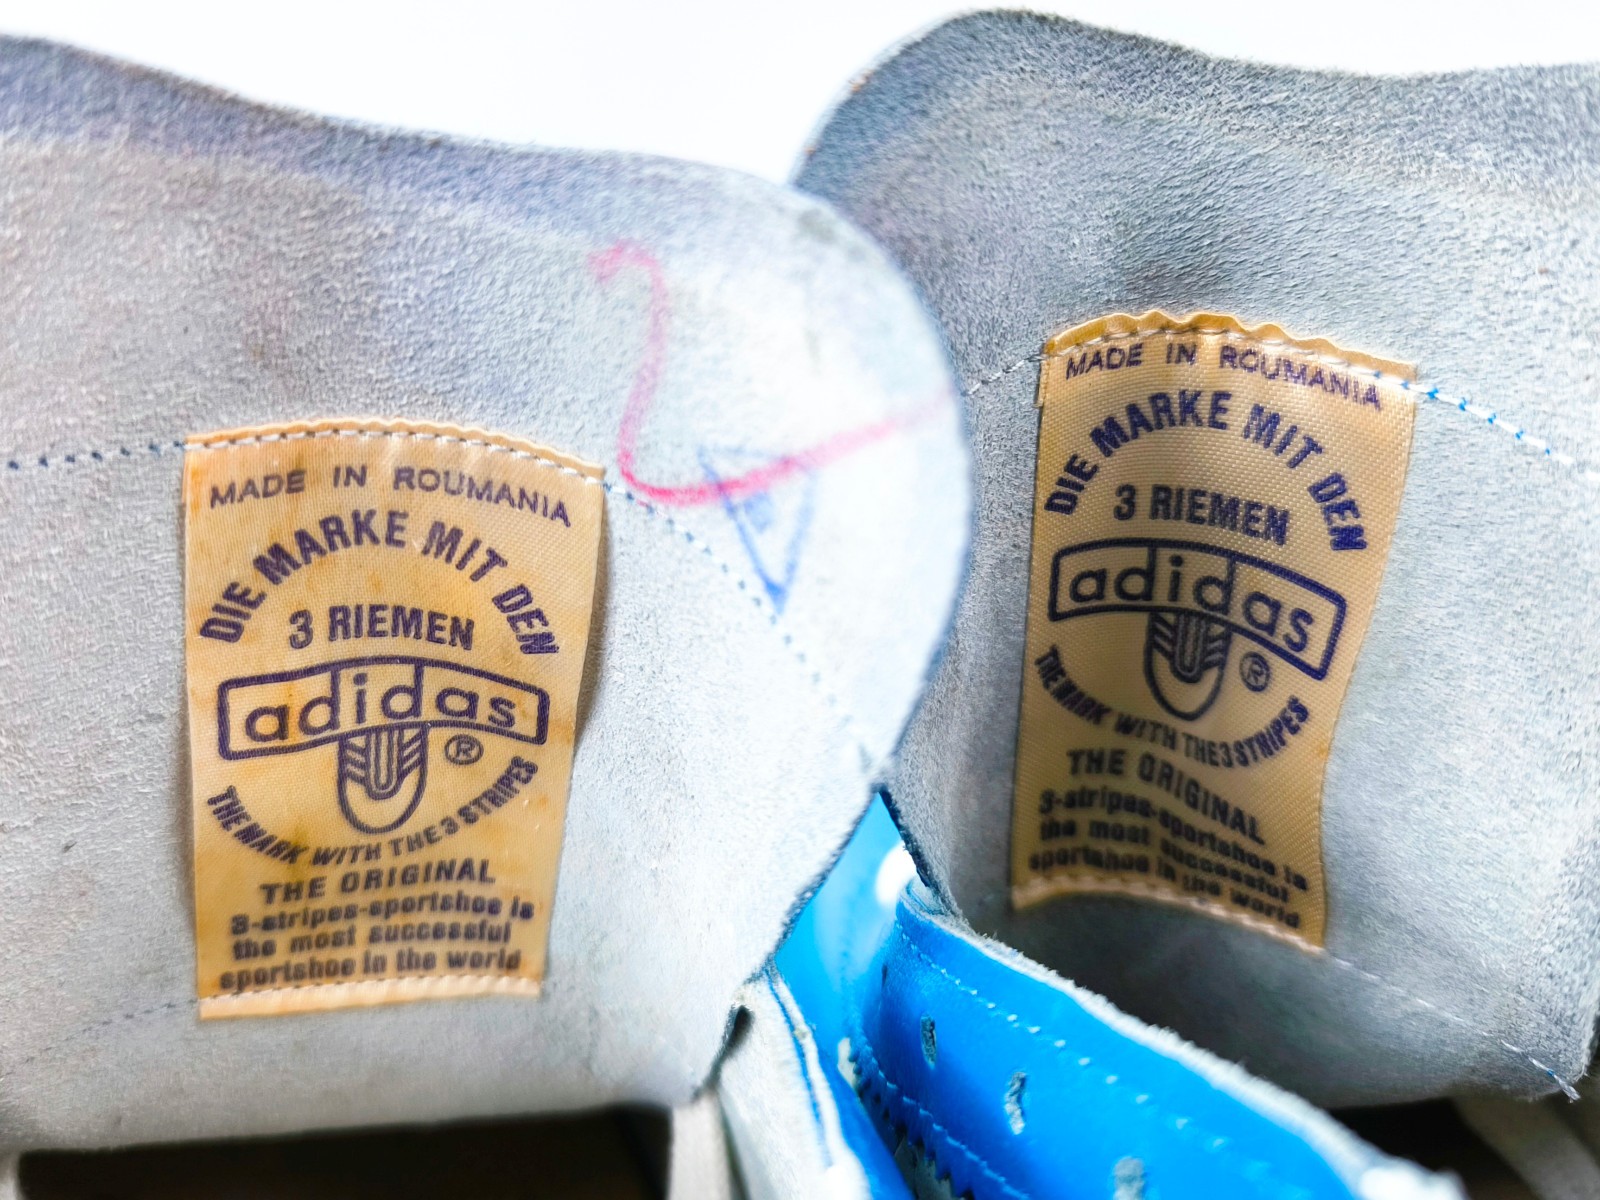 MADE IN ROUMANIA
DIE MARKE MIT DEN
3 RIEMEN
adidas
®
THE MARK WITH THE 3 STRIPES
THE ORIGINAL
3-stripes-sportshoe is
the most successful
sportshoe in the world
MADE IN ROUMANIA
DIE MARKE MIT DEN
3 RIEMEN
adidas
®
THE MARK WITH THE 3 STRIPES
THE ORIGINAL
3-stripes-sportshoe is
the most successful
sportshoe in the world